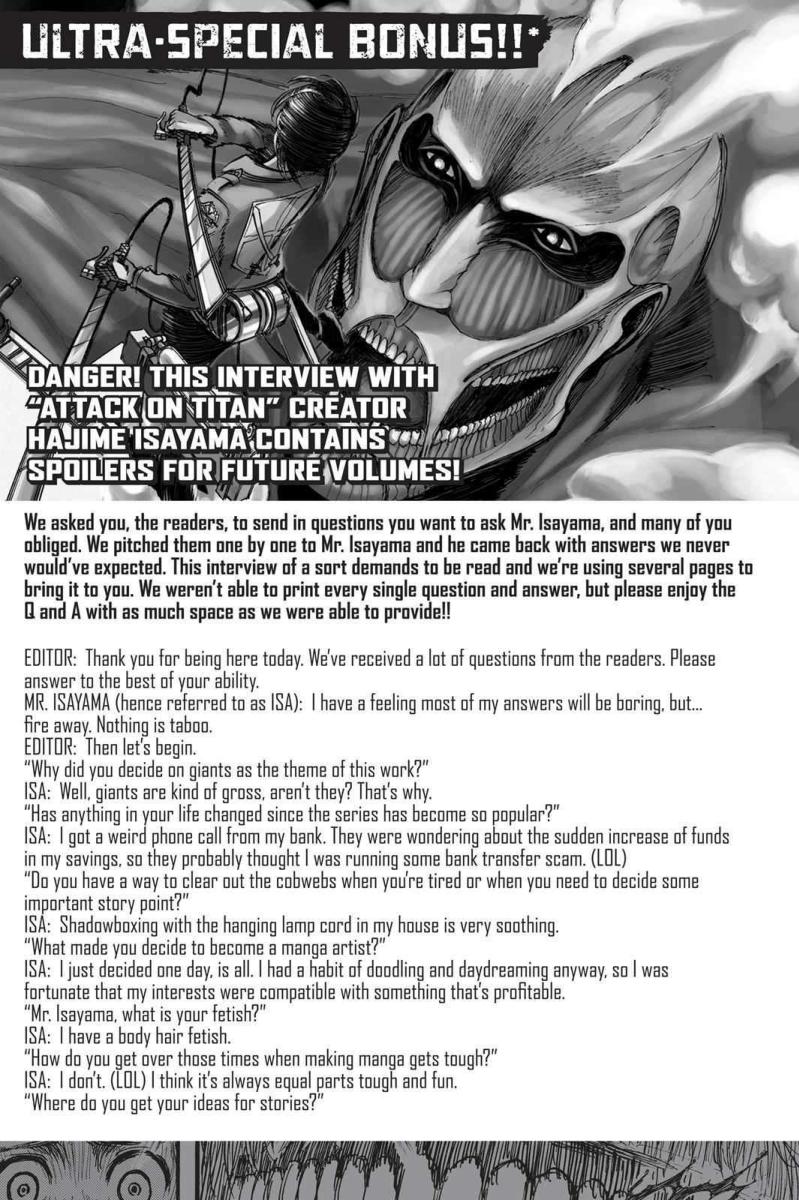 ULTRA-SPECIAL BONUS!!*
DANGER! THIS INTERVIEW WITH
"ATTACK ON TITAN" CREATOR
HAJIME ISAYAMA CONTAINS
SPOILERS FOR FUTURE VOLUMES!
We asked you, the readers, to send in questions you want to ask Mr. Isayama, and many of you
obliged. We pitched them one by one to Mr. Isayama and he came back with answers we never
would've expected. This interview of a sort demands to be read and we're using several pages to
bring it to you. We weren't able to print every single question and answer, but please enjoy the
Q and A with as much space as we were able to provide!!
EDITOR: Thank you for being here today. We've received a lot of questions from the readers. Please
answer to the best of your ability.
MR. ISAYAMA (hence referred to as ISA): I have a feeling most of my answers will be boring, but...
fire away. Nothing is taboo.
EDITOR: Then let's begin.
"Why did you decide on giants as the theme of this work?"
ISA: Well, giants are kind of gross, aren't they? That's why.
"Has anything in your life changed since the series has become so popular?"
ISA: I got a weird phone call from my bank. They were wondering about the sudden increase of funds
in my savings, so they probably thought I was running some bank transfer scam. (LOL)
"Do you have a way to clear out the cobwebs when you're tired or when you need to decide some
important story point?"
ISA: Shadowboxing with the hanging lamp cord in my house is very soothing.
"What made you decide to become a manga artist?"
ISA: I just decided one day, is all. I had a habit of doodling and daydreaming anyway, so I was
fortunate that my interests were compatible with something that's profitable.
"Mr. Isayama, what is your fetish?"
ISA: I have a body hair fetish.
"How do you get over those times when making manga gets tough?"
ISA: I don't. (LOL) I think it's always equal parts tough and fun.
"Where do you get your ideas for stories?"